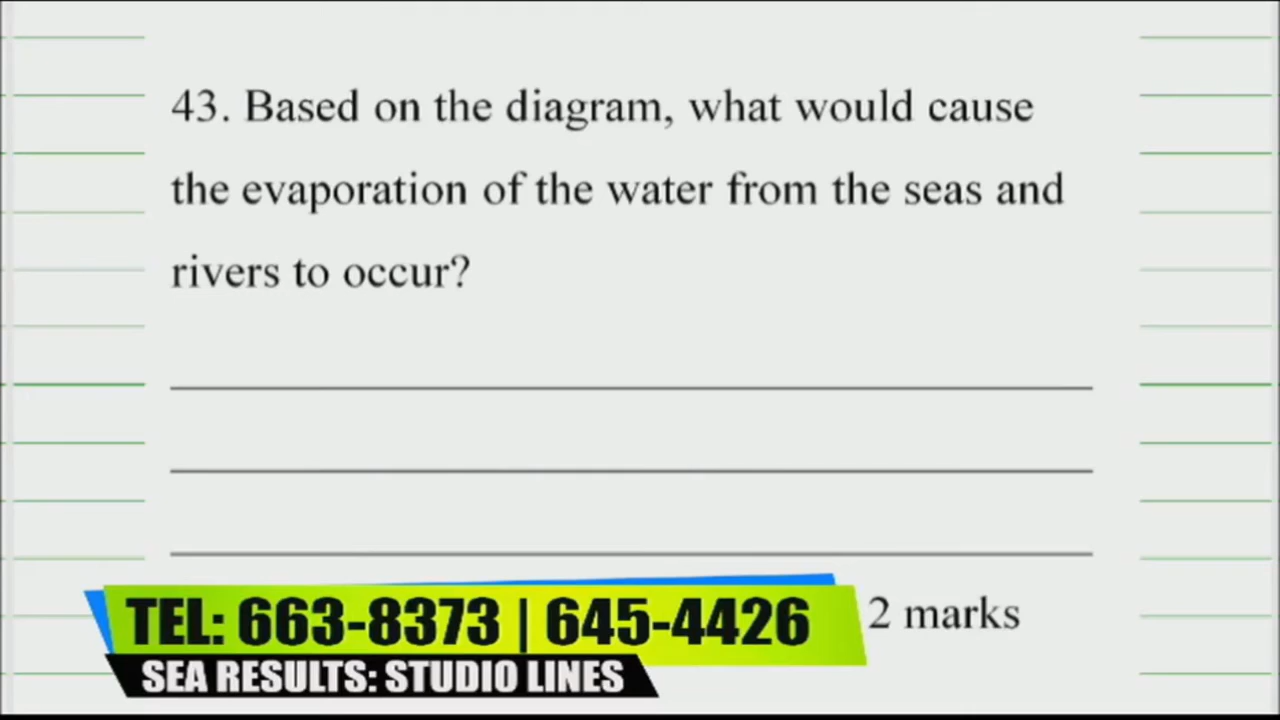 43. Based on the diagram, what would cause
the evaporation of the water from the seas and
rivers to occur?
2 marks
TEL: 663-8373 | 645-4426
SEA RESULTS: STUDIO LINES